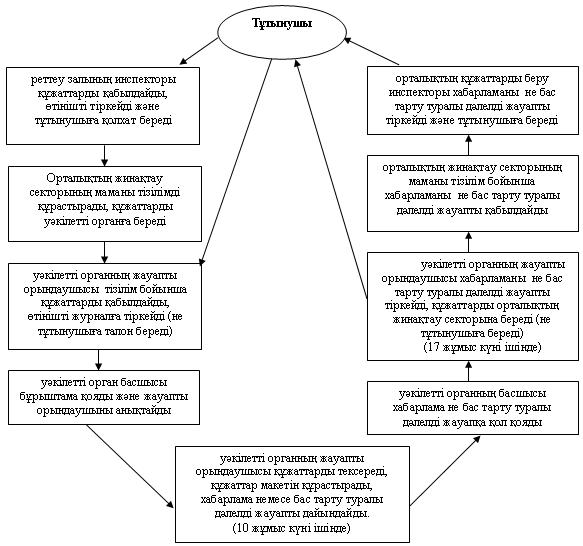 Тұтынушы
реттеу залының инспекторы
құжаттарды қабылдайды,
өтінішті тіркейді және
тұтынушыға қолхат береді
Орталықтың жинақтау
секторының маманы тізілімді
құрастырады, құжаттарды
уәкілетті органға береді
уәкілетті органның жауапты
орындаушысы тізілім бойынша
құжаттарды қабылдайды,
өтінішті журналға тіркейді (не
тұтынушыға талон береді)
уәкілетті орган басшысы
бұрыштама қояды және жауапты
орындаушыны анықтайды
уәкілетті органның жауапты
орындаушысы құжаттарды тексереді,
құжаттар макетін құрастырады,
хабарлама немесе бас тарту туралы
дәлелді жауапты дайындайды.
(10 жұмыс күні ішінде)
уәкілетті органның басшысы
хабарлама не бас тарту туралы
дәлелді жауапқа қол қояды
уәкілетті органның жауапты
орындаушысы хабарламаны не бас
тарту туралы дәлелді жауапты
тіркейді, құжаттарды орталықтың
жинақтау секторына береді (не
тұтынушыға береді)
(17 жұмыс күні ішінде)
орталықтың жинақтау секторының
маманы тізілім бойынша
хабарламаны не бас тарту туралы
дәлелді жауапты қабылдайды
орталықтың құжаттарды беру
инспекторы хабарламаны не бас
тарту туралы дәлелді жауапты
тіркейді және тұтынушыға береді